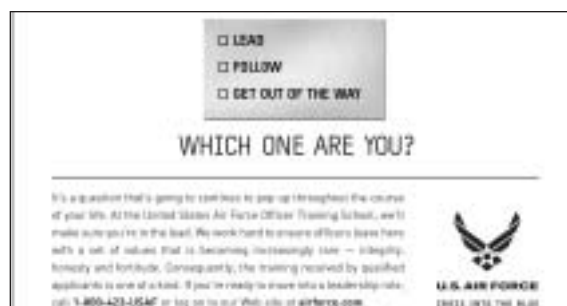 ☐ LEAD
☐ FOLLOW
☐ GET OUT OF THE WAY
WHICH ONE ARE YOU?
It's a question that's going to continue to pop up throughout the course
of your life. At the United States Air Force Officer Training School, we'll
make sure you're in the lead. We work hard to ensure officers leave here
with a set of values that is becoming increasingly rare — integrity,
honesty and fortitude. Consequently, the training received by qualified
applicants is one of a kind. If you're ready to move into a leadership role,
call 1-800-423-USAF or log on to our Web site at airforce.com
U.S. AIR FORCE
CROSS INTO THE BLUE